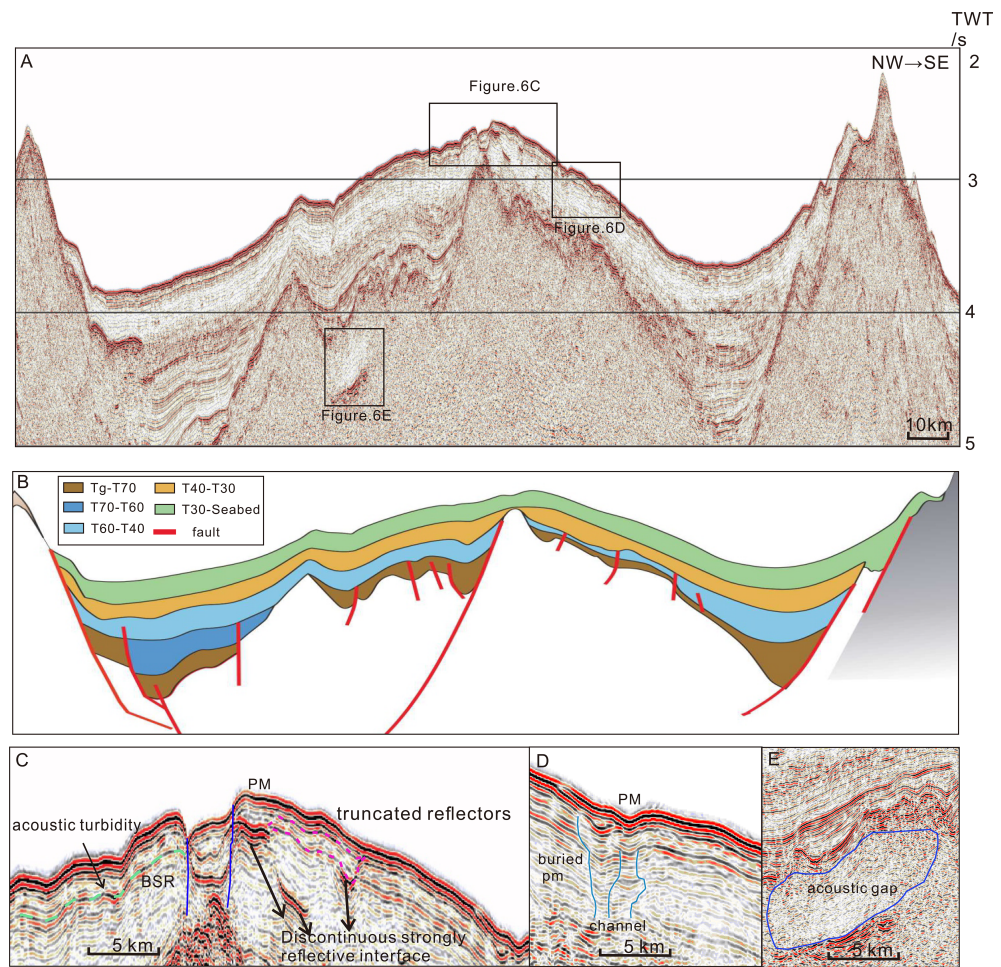 TWT
/s
A
NW→SE
2
Figure.6C
3
Figure.6D
4
Figure.6E
10km
5
B
Tg-T70
T40-T30
T70-T60
T30-Seabed
T60-T40
fault
C
PM
truncated reflectors
acoustic turbidity
BSR
5 km
Discontinuous strongly
reflective interface
D
PM
buried
pm
channel
5 km
E
acoustic gap
5 km